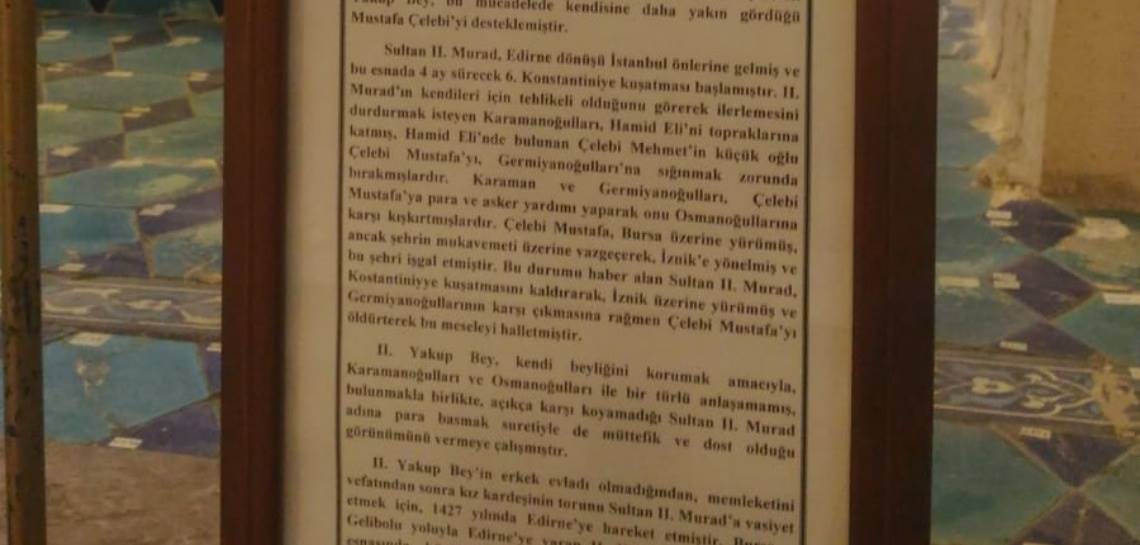 Yakup Bey, bu mücadelede kendisine daha yakın gördüğü
Mustafa Çelebi'yi desteklemiştir.
Sultan II. Murad, Edirne dönüşü İstanbul önlerine gelmiş ve
bu esnada 4 ay sürecek 6. Konstantiniye kuşatması başlamıştır. II.
Murad'ın kendileri için tehlikeli olduğunu görerek ilerlemesini
durdurmak isteyen Karamanoğulları, Hamid Eli'ni topraklarına
katmış, Hamid Eli'nde bulunan Çelebi Mehmet'in küçük oğlu
Çelebi Mustafa'yı, Germiyanoğulları'na sığınmak zorunda
bırakmışlardır. Karaman ve Germiyanoğulları, Çelebi
Mustafa'ya para ve asker yardımı yaparak onu Osmanoğullarına
karşı kışkırtmışlardır. Çelebi Mustafa, Bursa üzerine yürümüş,
ancak şehrin mukavemeti üzerine vazgeçerek, İznik'e yönelmiş ve
bu şehri işgal etmiştir. Bu durumu haber alan Sultan II. Murad,
Kostantiniyye kuşatmasını kaldırarak, İznik üzerine yürümüş ve
Germiyanoğullarının karşı çıkmasına rağmen Çelebi Mustafa'yı
öldürterek bu meseleyi halletmiştir.
II. Yakup Bey, kendi beyliğini korumak amacıyla,
Karamanoğulları ve Osmanoğulları ile bir türlü anlaşamamış,
bulunmakla birlikte, açıkça karşı koyamadığı Sultan II. Murad
adına para basmak suretiyle de müttefik ve dost olduğu
görünümünü vermeye çalışmıştır.
II. Yakup Bey'in erkek evladı olmadığından, memleketini
vefatından sonra kız kardeşinin torunu Sultan II. Murad'a vasiyet
etmek için, 1427 yılında Edirne'ye hareket etmiştir.
Gelibolu yoluyla Edirne'ye varan
esnasında